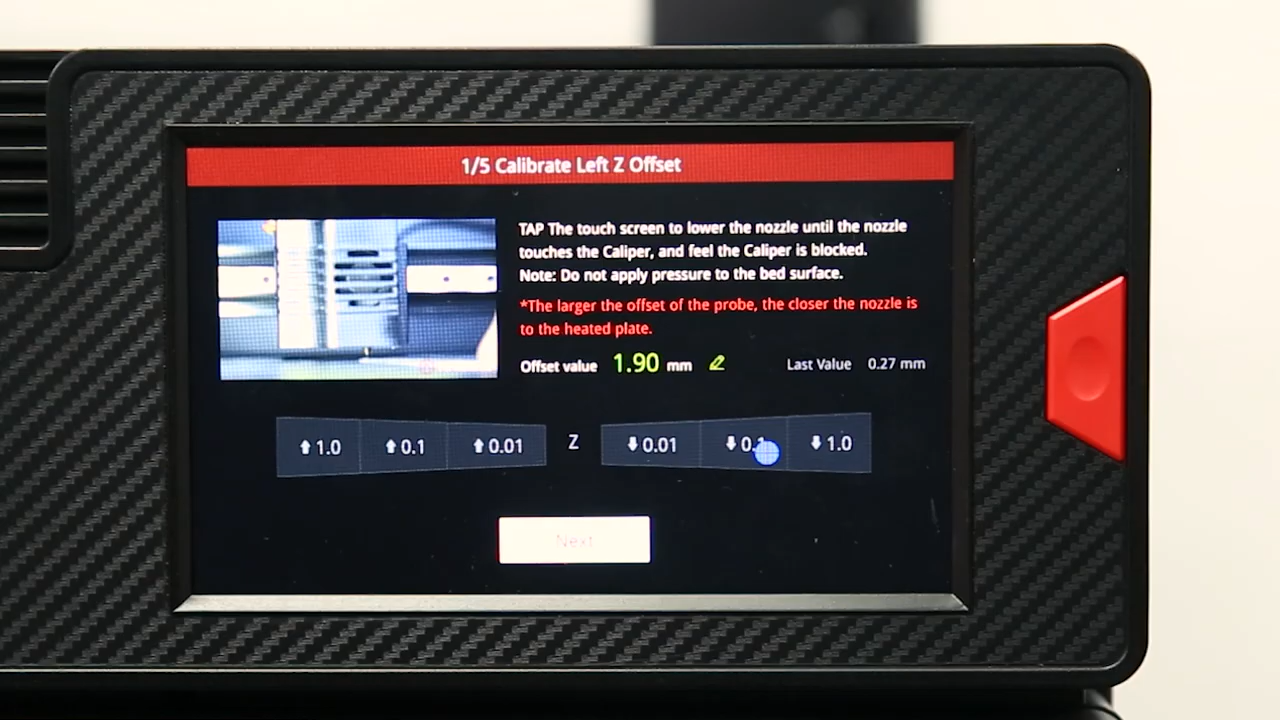 1/5 Calibrate Left Z Offset
TAP The touch screen to lower the nozzle until the nozzle
touches the Caliper, and feel the Caliper is blocked.
Note: Do not apply pressure to the bed surface.
*The larger the offset of the probe, the closer the nozzle is
to the heated plate.
Offset value 1.90 mm Last Value 0.27 mm
⬆1.0 ⬆0.1 ⬆0.01 Z ⬇0.01 ⬇0.1 ⬇1.0
Next